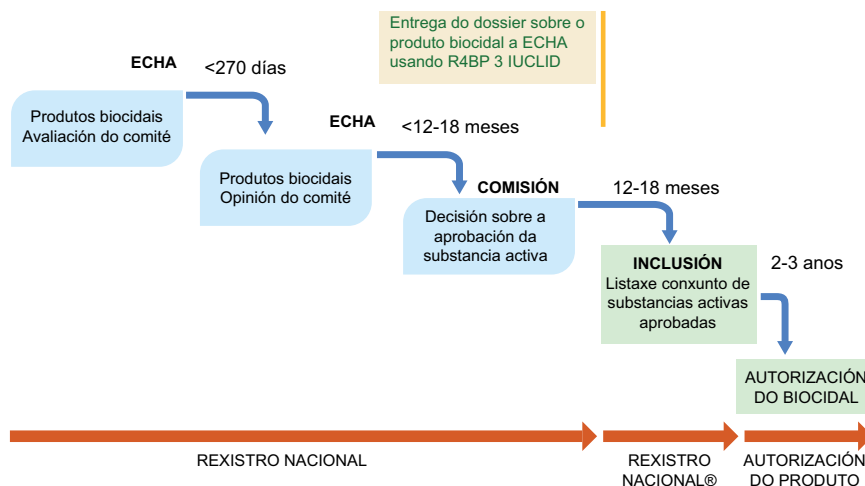 Entrega do dossier sobre o
produto biocidal a ECHA
usando R4BP 3 IUCLID
ECHA
<270 días
Produtos biocidais
Avaliación do comité
ECHA
<12-18 meses
Produtos biocidais
Opinión do comité
COMISIÓN
12-18 meses
Decisión sobre a
aprobación da
substancia activa
INCLUSIÓN
Listaxe conxunto de
substancias activas
aprobadas
2-3 anos
AUTORIZACIÓN
DO BIOCIDAL
REXISTRO NACIONAL
REXISTRO
NACIONAL®
AUTORIZACIÓN
DO PRODUTO